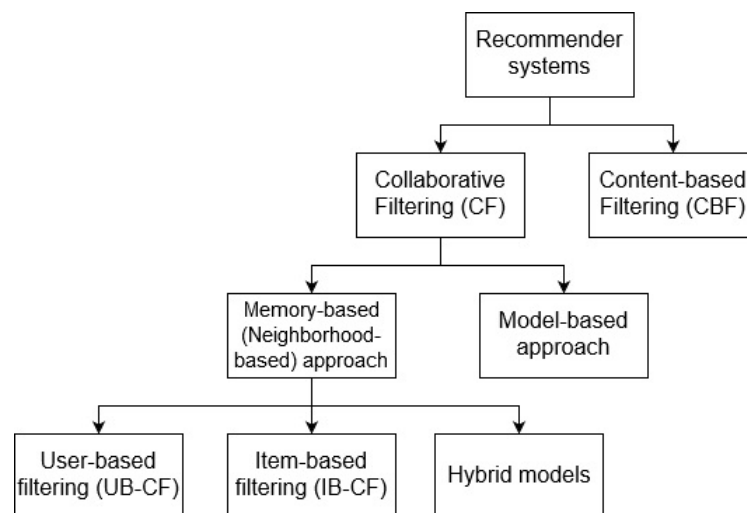 Recommender
systems
Collaborative
Filtering (CF)
Content-based
Filtering (CBF)
Memory-based
(Neighborhood-
based) approach
Model-based
approach
User-based
filtering (UB-CF)
Item-based
filtering (IB-CF)
Hybrid models